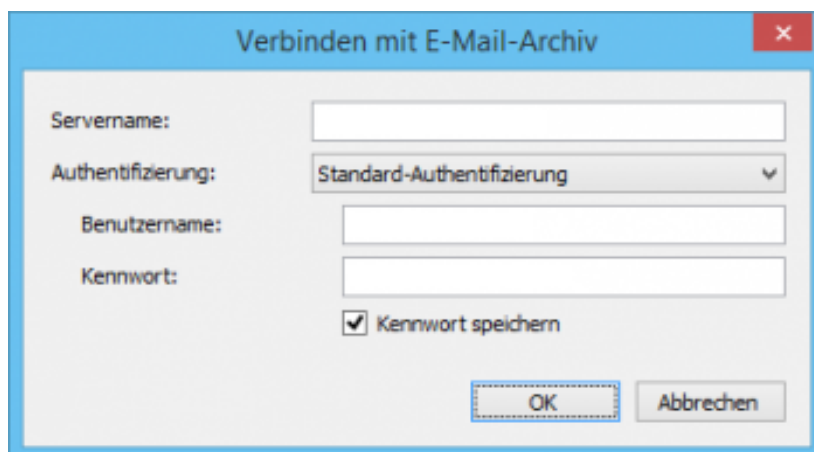 Verbinden mit E-Mail-Archiv
Servername:
Authentifizierung: Standard-Authentifizierung
Benutzername:
Kennwort:
Kennwort speichern
OK Abbrechen